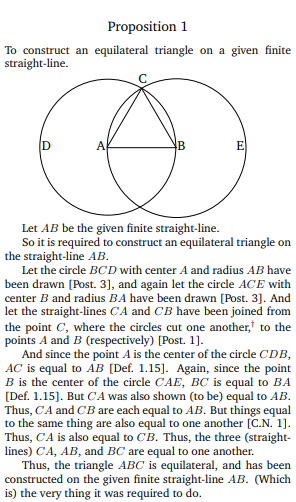 Proposition 1
To construct an equilateral triangle on a given finite
straight-line.
C
D
A
B
E
Let AB be the given finite straight-line.
So it is required to construct an equilateral triangle on
the straight-line AB.
Let the circle BCD with center A and radius AB have
been drawn [Post. 3], and again let the circle ACE with
center B and radius BA have been drawn [Post. 3]. And
let the straight-lines CA and CB have been joined from
the point C, where the circles cut one another,† to the
points A and B (respectively) [Post. 1].
And since the point A is the center of the circle CDB,
AC is equal to AB [Def. 1.15]. Again, since the point
B is the center of the circle CAE, BC is equal to BA
[Def. 1.15]. But CA was also shown (to be) equal to AB.
Thus, CA and CB are each equal to AB. But things equal
to the same thing are also equal to one another [C.N. 1].
Thus, CA is also equal to CB. Thus, the three (straight-
lines) CA, AB, and BC are equal to one another.
Thus, the triangle ABC is equilateral, and has been
constructed on the given finite straight-line AB. (Which
is) the very thing it was required to do.